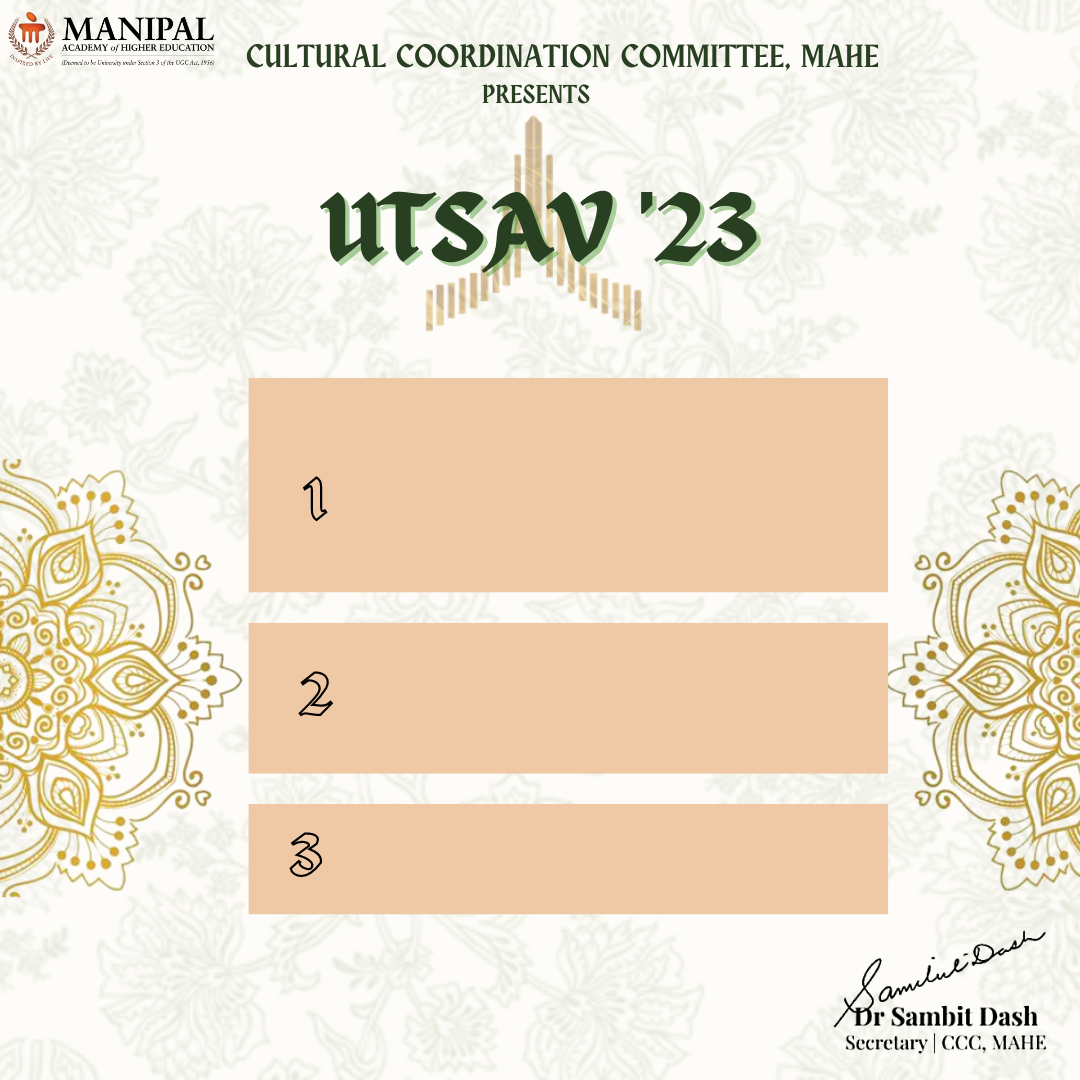 MANIPAL
ACADEMY of HIGHER EDUCATION
(Deemed to be University under Section 3 of the UGC Act, 1956)
INSPIRED BY LIFE
CULTURAL COORDINATION COMMITTEE, MAHE
PRESENTS
UTSAV '23
1
2
3
Sambit Dash
Dr Sambit Dash
Secretary | CCC, MAHE